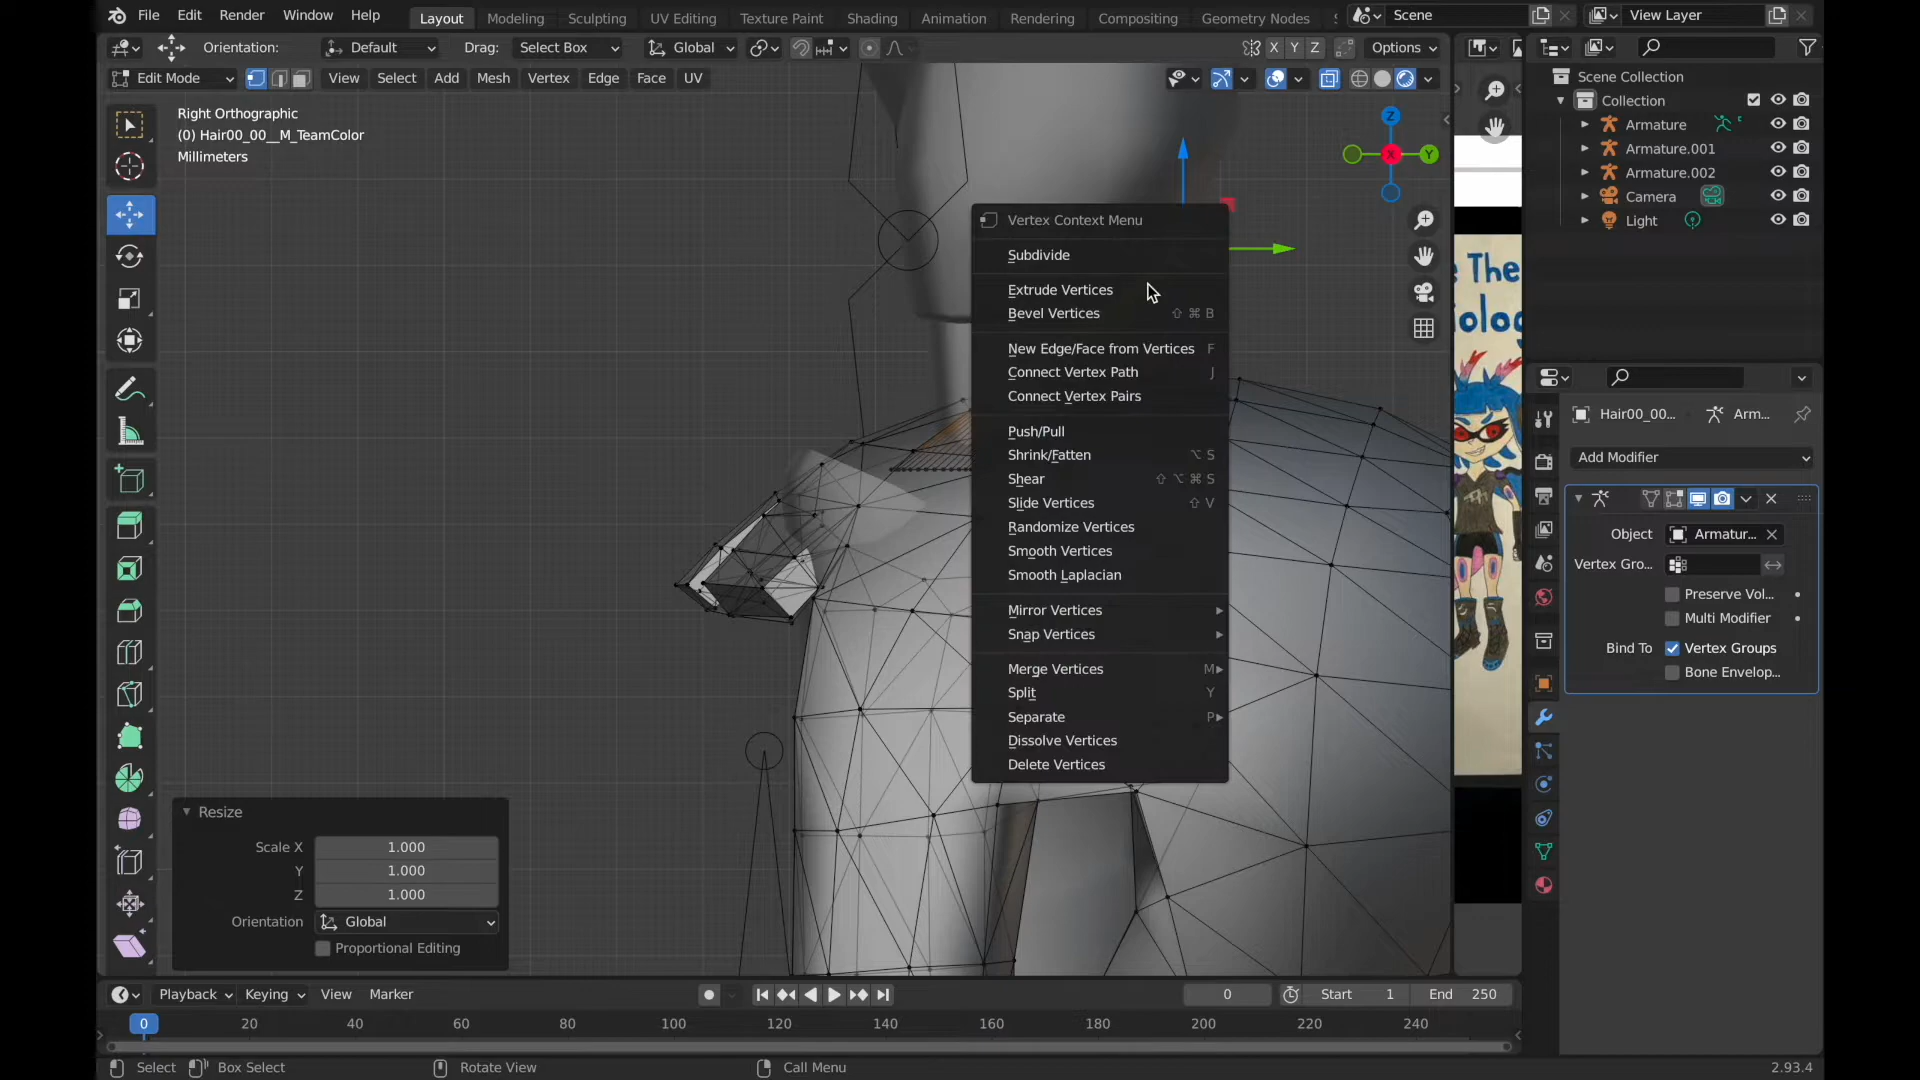 File Edit Render Window Help Layout Modeling Sculpting UV Editing Texture Paint Shading Animation Rendering Compositing Geometry Nodes Scene View Layer
Orientation: Default Drag: Select Box Global X Y Z Options
Edit Mode View Select Add Mesh Vertex Edge Face UV
Right Orthographic
(0) Hair00_00__M_TeamColor
Millimeters
Z
X
Y
Vertex Context Menu
Subdivide
Extrude Vertices
Bevel Vertices ⇧ ⌘ B
New Edge/Face from Vertices F
Connect Vertex Path J
Connect Vertex Pairs
Push/Pull
Shrink/Fatten ⌥ S
Shear ⇧ ⌥ ⌘ S
Slide Vertices ⇧ V
Randomize Vertices
Smooth Vertices
Smooth Laplacian
Mirror Vertices
Snap Vertices
Merge Vertices M
Split Y
Separate P
Dissolve Vertices
Delete Vertices
Resize
Scale X 1.000
Y 1.000
Z 1.000
Orientation Global
Proportional Editing
The
Scene Collection
Collection
Armature
Armature.001
Armature.002
Camera
Light
Hair00_00... Arm...
Add Modifier
Object Armatur...
Vertex Gro...
Preserve Vol...
Multi Modifier
Bind To Vertex Groups
Bone Envelop...
Playback Keying View Marker 0 Start 1 End 250
0 20 40 60 80 100 120 140 160 180 200 220 240
Select Box Select Rotate View Call Menu 2.93.4